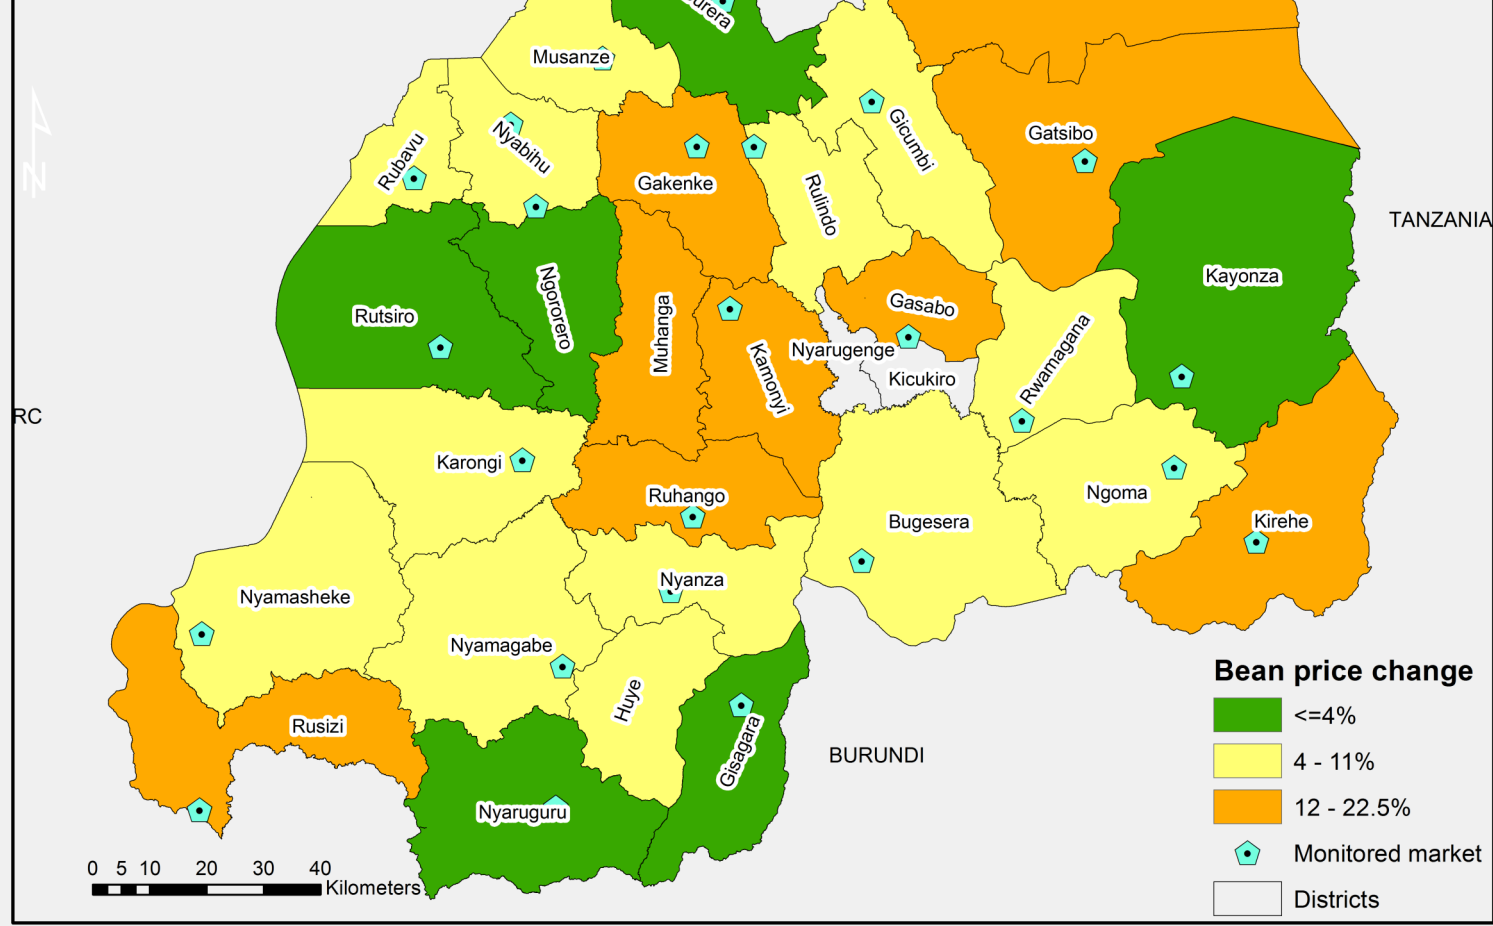 Musanze
Rubavu
Nyabihu
Gakenke
Rulindo
Gicumbi
Gatsibo
TANZANIA
Kayonza
Rutsiro
Ngororero
Muhanga
Kamonyi
Gasabo
Nyarugenge
Kicukiro
Rwamagana
RC
Karongi
Ruhango
Bugesera
Ngoma
Kirehe
Nyamasheke
Nyanza
Nyamagabe
Huye
Gisagara
Rusizi
Nyaruguru
BURUNDI
N
Bean price change
<=4%
4 - 11%
12 - 22.5%
Monitored market
Districts
0 5 10 20 30 40
Kilometers